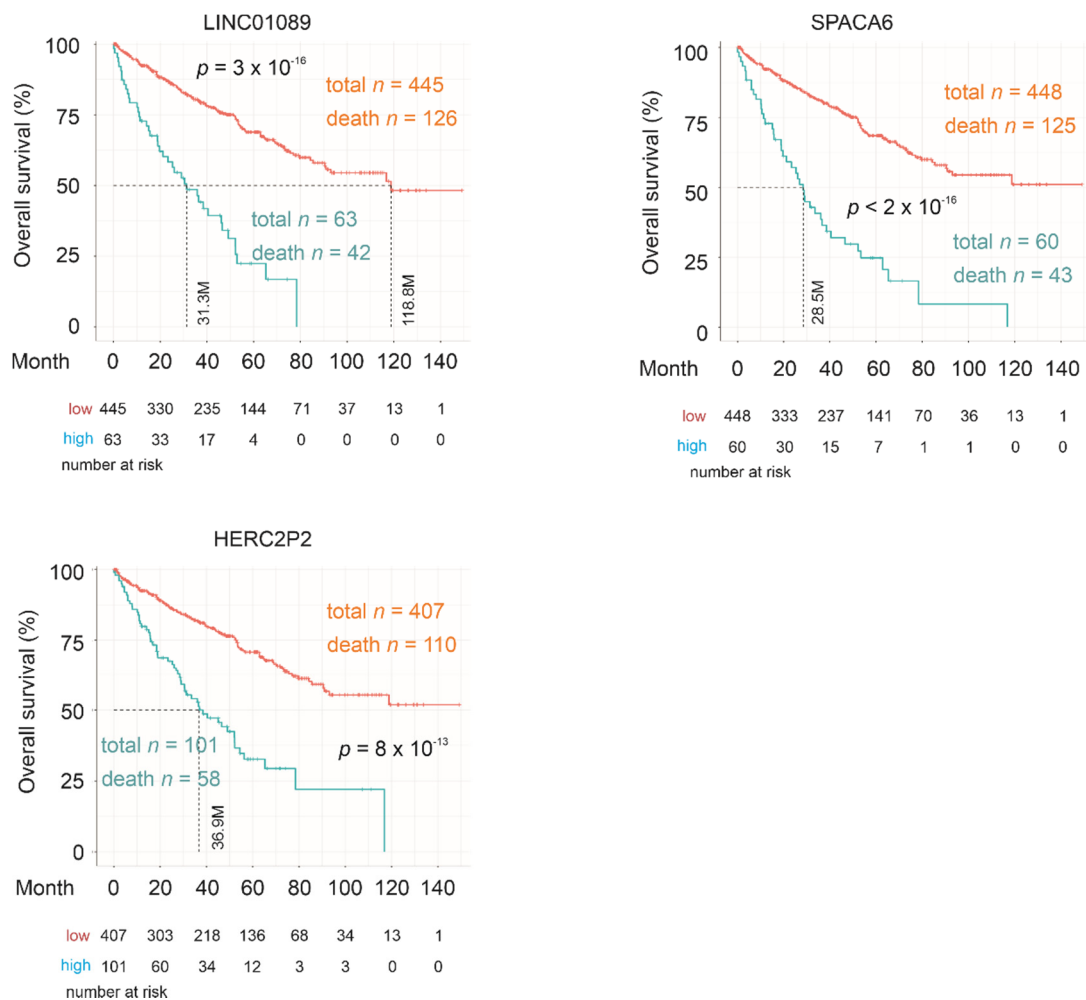 LINC01089
Overall survival (%)
100
75
50
25
0
p = 3 x 10⁻¹⁶
total n = 445
death n = 126
total n = 63
death n = 42
31.3M
118.8M
Month 0 20 40 60 80 100 120 140
low 445 330 235 144 71 37 13 1
high 63 33 17 4 0 0 0 0
number at risk
SPACA6
Overall survival (%)
100
75
50
25
0
total n = 448
death n = 125
p < 2 x 10⁻¹⁶
total n = 60
death n = 43
28.5M
Month 0 20 40 60 80 100 120 140
low 448 333 237 141 70 36 13 1
high 60 30 15 7 1 1 0 0
number at risk
HERC2P2
Overall survival (%)
100
75
50
25
0
total n = 407
death n = 110
total n = 101
death n = 58
p = 8 x 10⁻¹³
36.9M
Month 0 20 40 60 80 100 120 140
low 407 303 218 136 68 34 13 1
high 101 60 34 12 3 3 0 0
number at risk